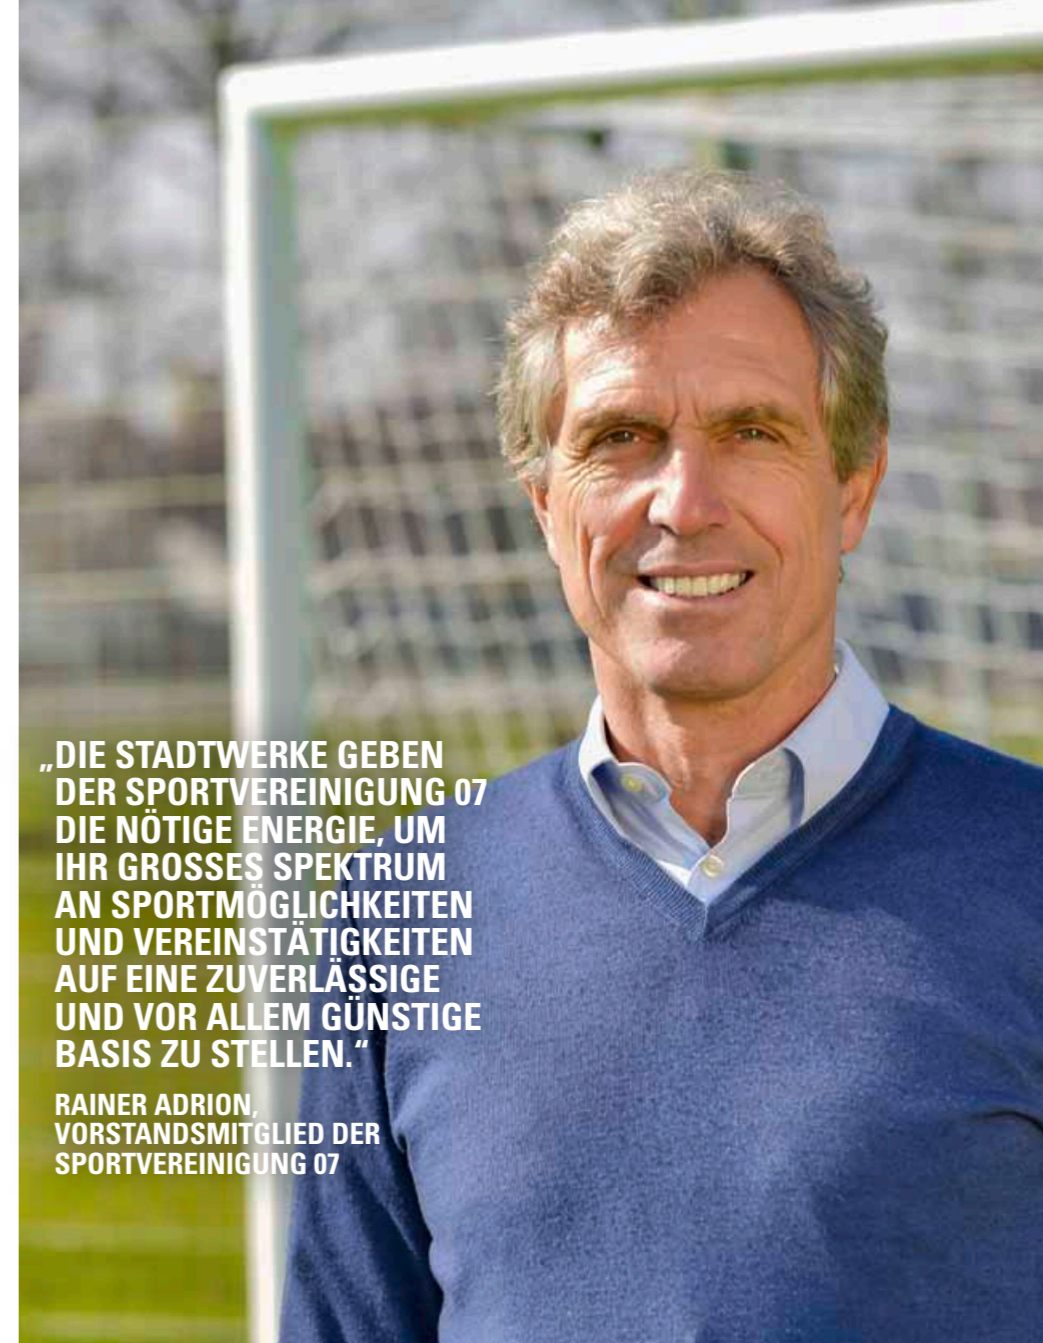 „DIE STADTWERKE GEBEN
DER SPORTVEREINIGUNG 07
DIE NÖTIGE ENERGIE, UM
IHR GROSSES SPEKTRUM
AN SPORTMÖGLICHKEITEN
UND VEREINSTÄTIGKEITEN
AUF EINE ZUVERLÄSSIGE
UND VOR ALLEM GÜNSTIGE
BASIS ZU STELLEN.“
RAINER ADRION,
VORSTANDSMITGLIED DER
SPORTVEREINIGUNG 07